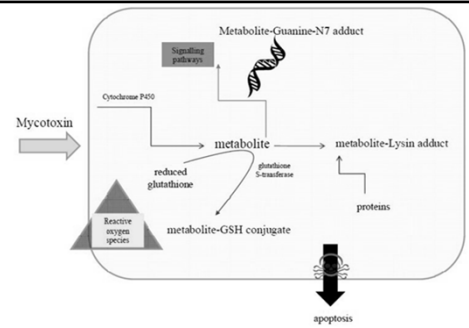 Metabolite-Guanine-N7 adduct
Signalling
pathways
Cytochrome P450
Mycotoxin
metabolite
metabolite-Lysin adduct
reduced
glutathione
glutathione
S-transferase
proteins
Reactive
oxygen
species
metabolite-GSH conjugate
apoptosis